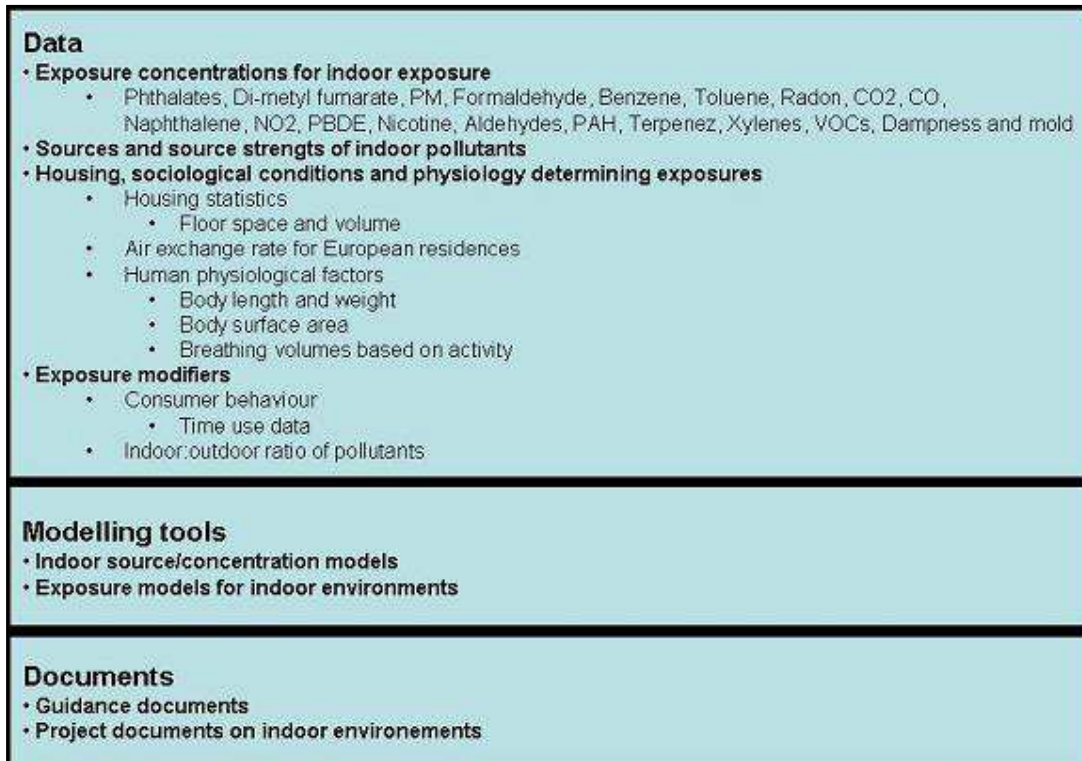 Data
• Exposure concentrations for indoor exposure
• Phthalates, Di-metyl fumarate, PM, Formaldehyde, Benzene, Toluene, Radon, CO2, CO,
Naphthalene, NO2, PBDE, Nicotine, Aldehydes, PAH, Terpenez, Xylenes, VOCs, Dampness and mold
• Sources and source strengts of indoor pollutants
• Housing, sociological conditions and physiology determining exposures
• Housing statistics
• Floor space and volume
• Air exchange rate for European residences
• Human physiological factors
• Body length and weight
• Body surface area
• Breathing volumes based on activity
• Exposure modifiers
• Consumer behaviour
• Time use data
• Indoor:outdoor ratio of pollutants
Modelling tools
• Indoor source/concentration models
• Exposure models for indoor environments
Documents
• Guidance documents
• Project documents on indoor environements